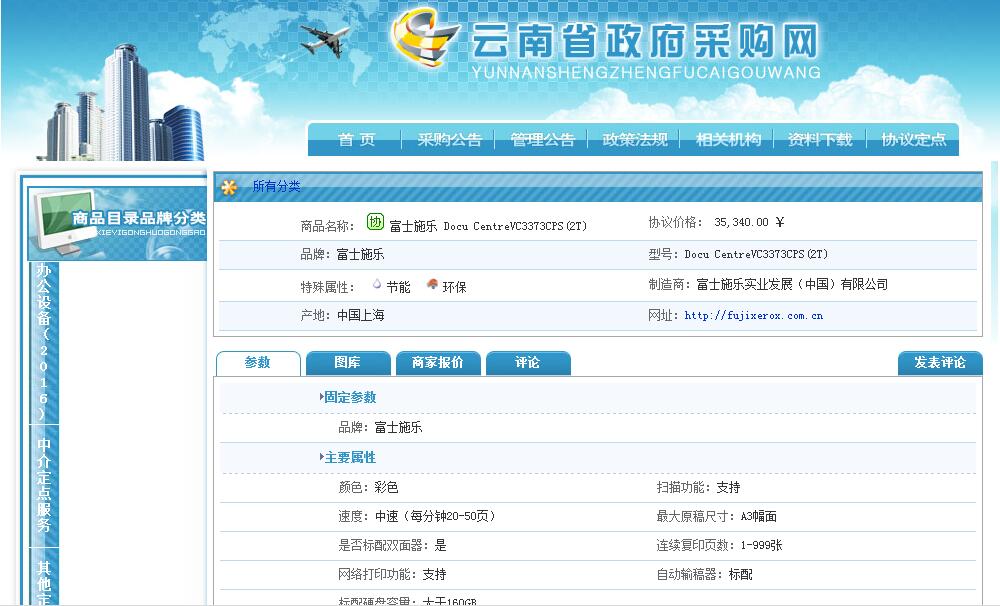 云南省政府采购网
YUNNANSHENGZHENGFUCAIGOUWANG
首 页 采购公告 管理公告 政策法规 相关机构 资料下载 协议定点
商品目录品牌分类
办公设备(2016)
中介定点服务
其他定
所有分类
商品名称: 协 富士施乐 Docu CentreVC3373CPS(2T) 协议价格: 35,340.00 ￥
品牌: 富士施乐 型号: Docu CentreVC3373CPS(2T)
特殊属性: 节能 环保 制造商: 富士施乐实业发展（中国）有限公司
产地: 中国上海 网址: http://fujixerox.com.cn
参数 图库 商家报价 评论 发表评论
固定参数
品牌: 富士施乐
主要属性
颜色: 彩色 扫描功能: 支持
速度: 中速（每分钟20-50页） 最大原稿尺寸: A3幅面
是否标配双面器: 是 连续复印页数: 1-999张
网络打印功能: 支持 自动输稿器: 标配
标配硬盘容量: 大于160GB